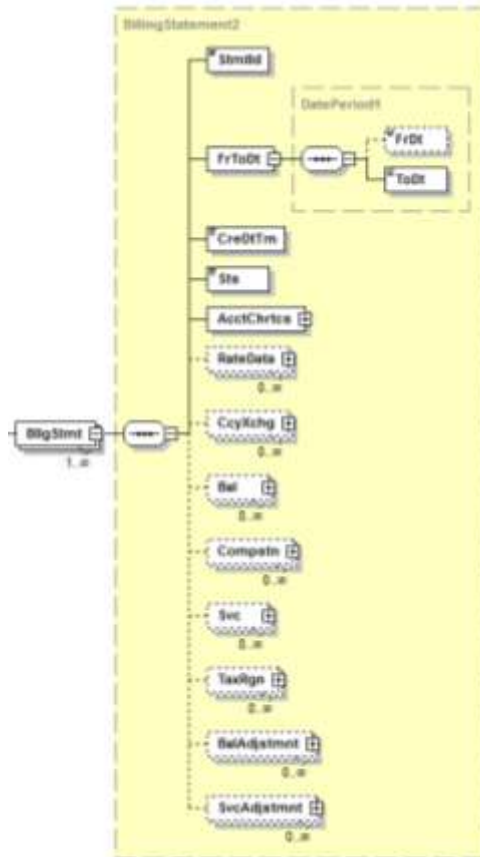 BillingStatement2
StmtId
DatePeriod1
FrDt
FrToDt
ToDt
CreDtTm
Sts
AcctChrtcs
RateData
0..∞
CcyXchg
0..∞
BllgStmt
1..∞
Bal
0..∞
Compstn
0..∞
Svc
0..∞
TaxRgn
0..∞
BalAdjstmnt
0..∞
SvcAdjstmnt
0..∞